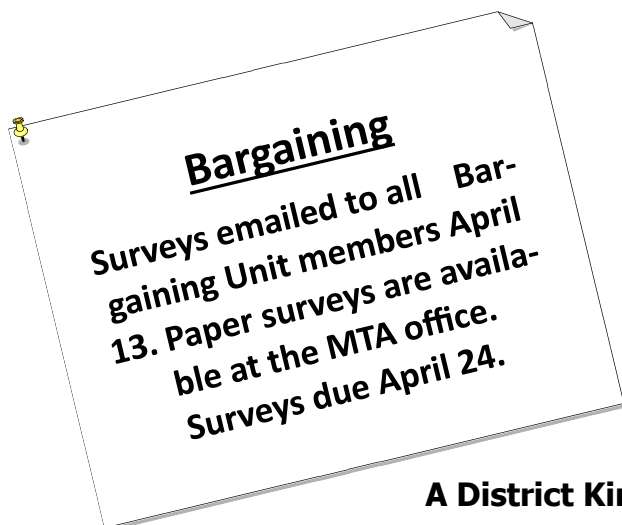 Bargaining
Surveys emailed to all Bar-
gaining Unit members April
13. Paper surveys are availa-
ble at the MTA office.
Surveys due April 24.
A District